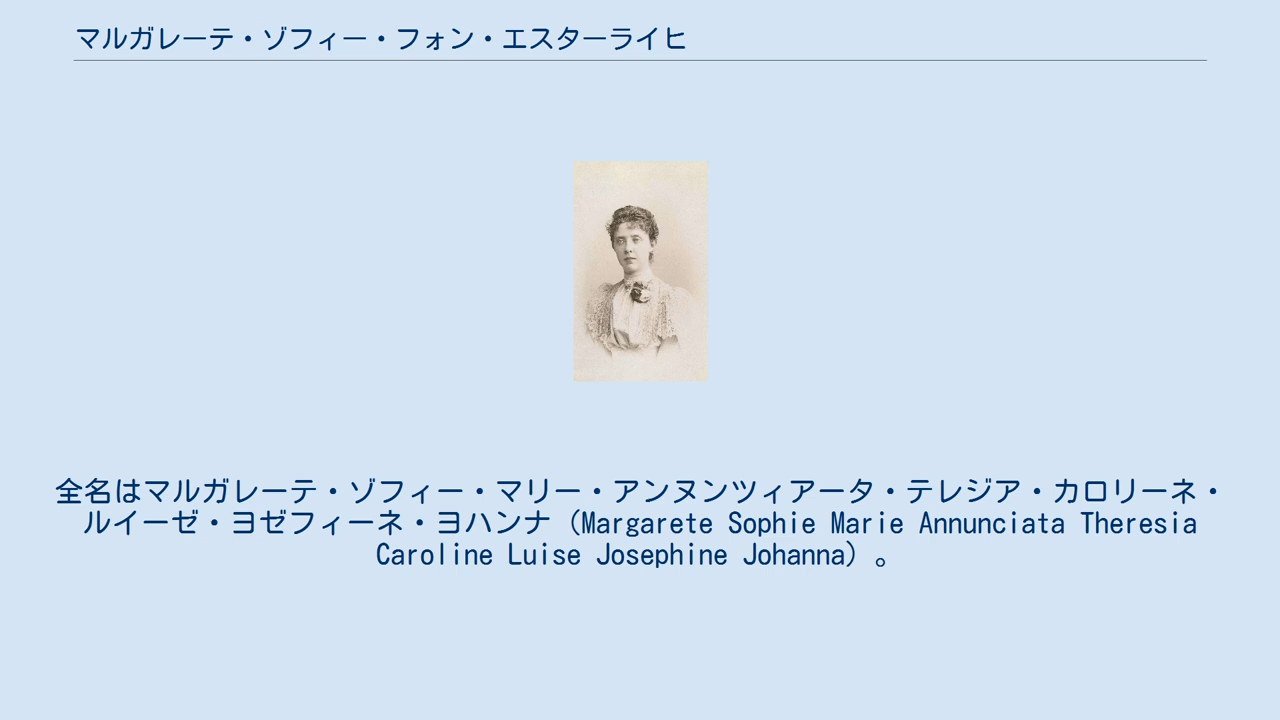 マルガレーテ・ゾフィー・フォン・エスターライヒ
全名はマルガレーテ・ゾフィー・マリー・アンヌンツィアータ・テレジア・カロリーネ・
ルイーゼ・ヨゼフィーネ・ヨハンナ（Margarete Sophie Marie Annunciata Theresia
Caroline Luise Josephine Johanna）。